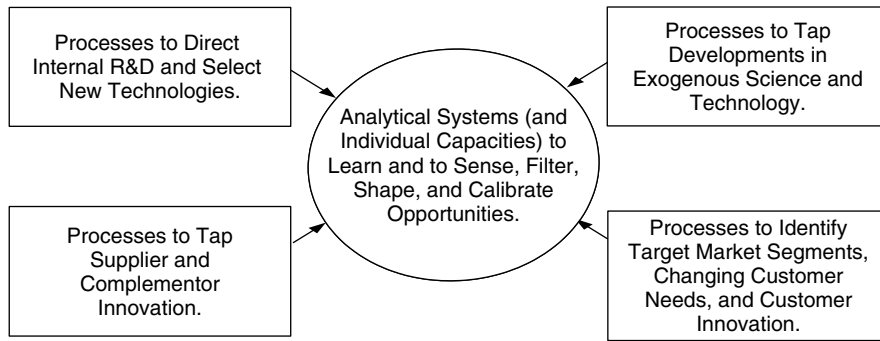 Processes to Direct
Internal R&D and Select
New Technologies.
Processes to Tap
Developments in
Exogenous Science and
Technology.
Analytical Systems (and
Individual Capacities) to
Learn and to Sense, Filter,
Shape, and Calibrate
Opportunities.
Processes to Tap
Supplier and
Complementor
Innovation.
Processes to Identify
Target Market Segments,
Changing Customer
Needs, and Customer
Innovation.